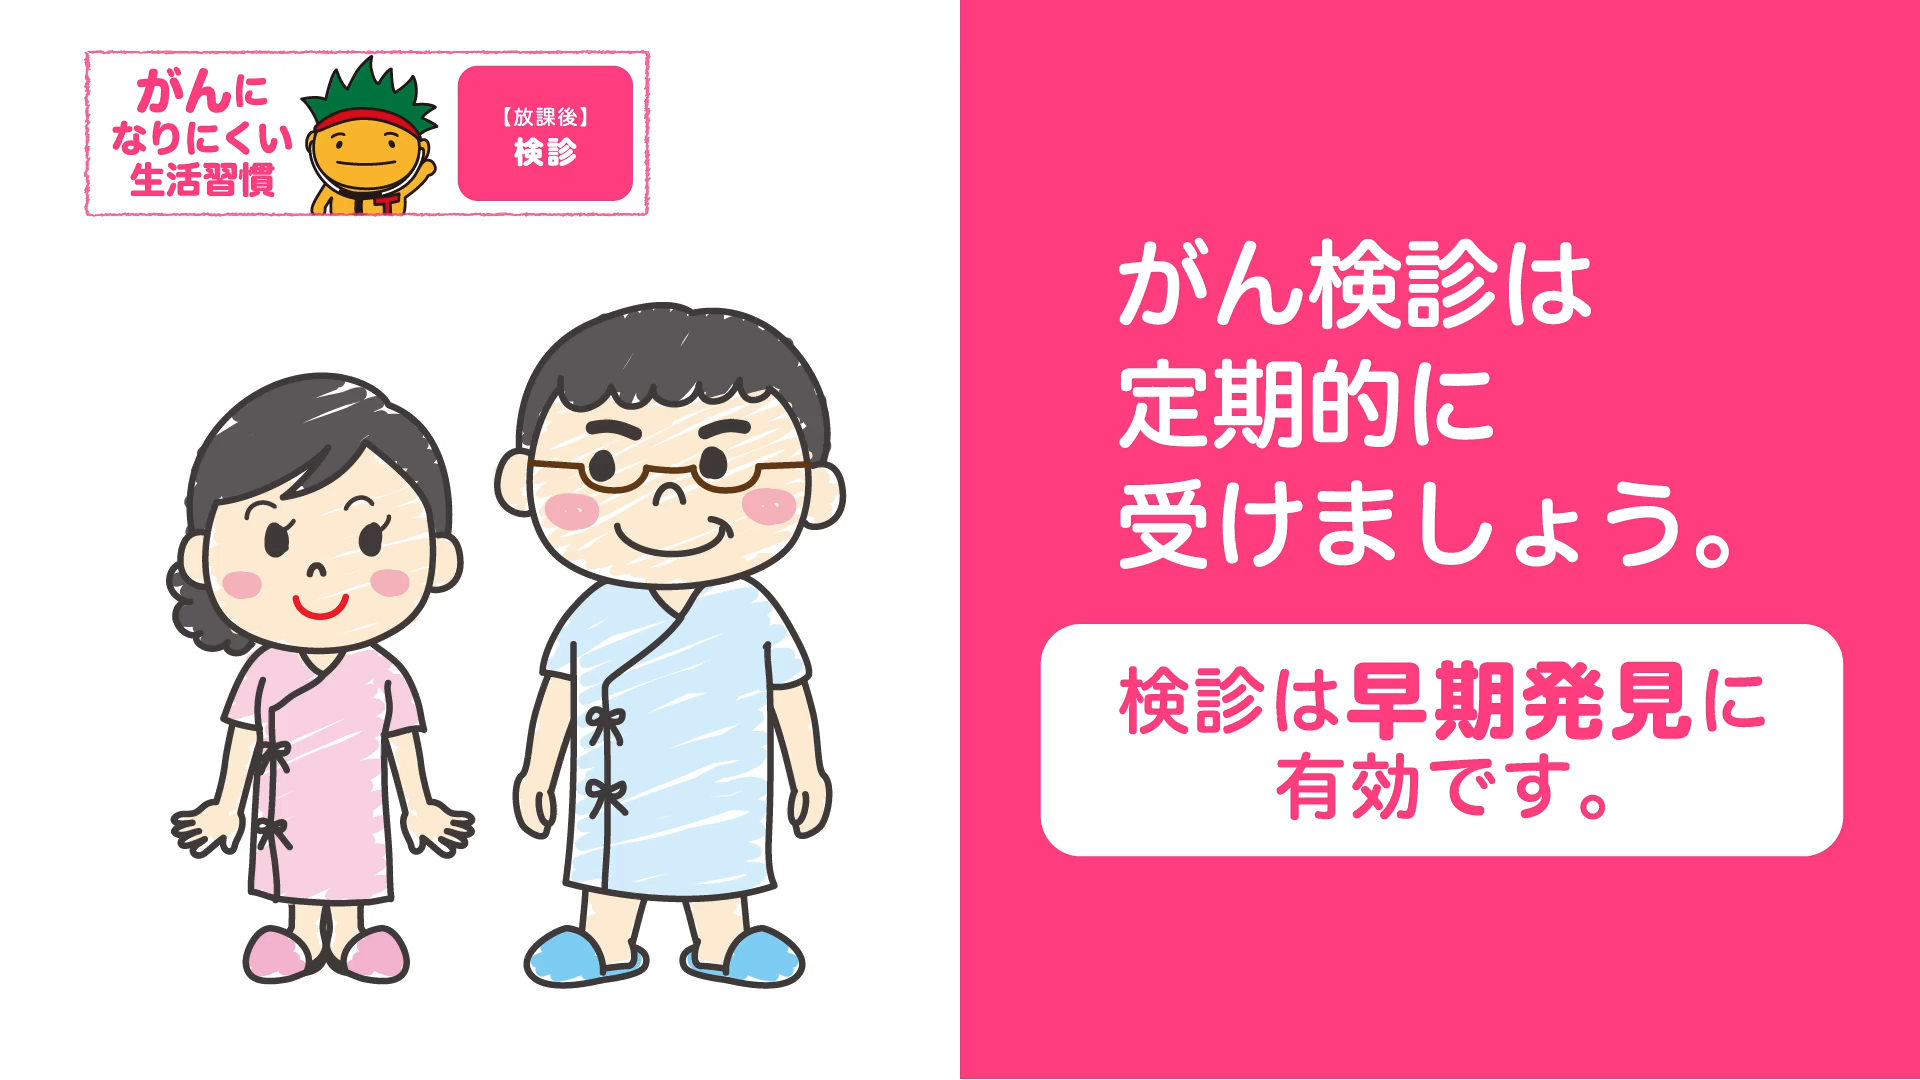 がんに
なりにくい
生活習慣
【放課後】
検診
がん検診は
定期的に
受けましょう。
検診は早期発見に
有効です。